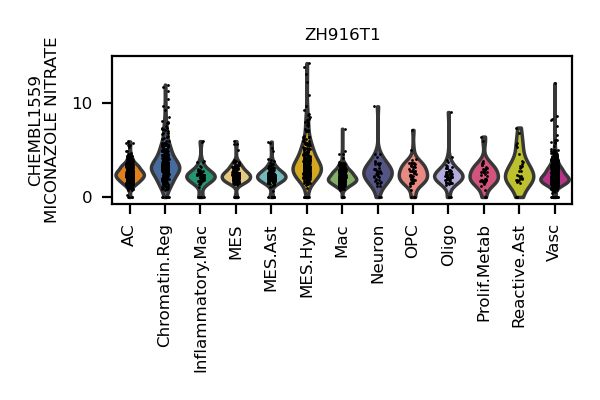 ZH916T1
CHEMBL1559
MICONAZOLE NITRATE
10
0
AC
Chromatin.Reg
Inflammatory.Mac
MES
MES.Ast
MES.Hyp
Mac
Neuron
OPC
Oligo
Prolif.Metab
Reactive.Ast
Vasc